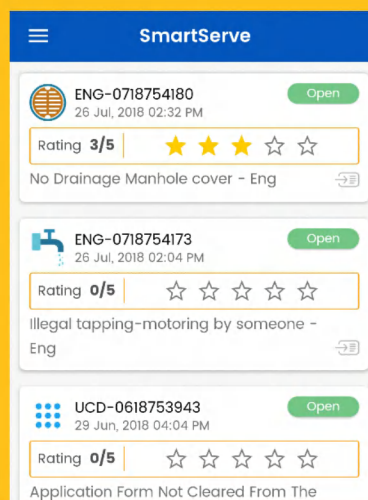 SmartServe
ENG-0718754180
Open
26 Jul, 2018 02:32 PM
Rating 3/5
No Drainage Manhole cover - Eng
ENG-0718754173
Open
26 Jul, 2018 02:04 PM
Rating 0/5
Illegal tapping-motoring by someone -
Eng
UCD-0618753943
Open
29 Jun, 2018 04:04 PM
Rating 0/5
Application Form Not Cleared From The